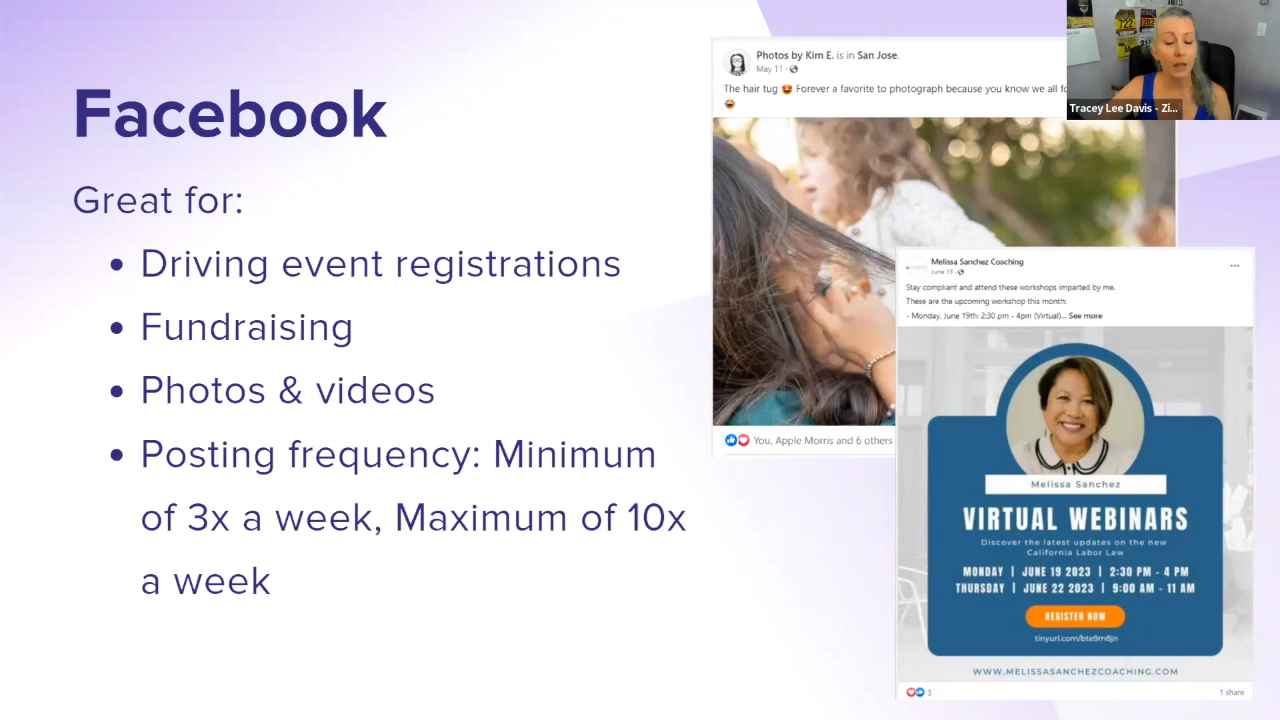 Facebook
Great for:
Driving event registrations
Fundraising
Photos & videos
Posting frequency: Minimum
of 3x a week, Maximum of 10x
a week
Photos by Kim E. is in San Jose.
May 11
The hair tug Forever a favorite to photograph because you know we all
You, Apple Morris and 6 others
Melissa Sanchez Coaching
June 13
Stay compliant and attend these workshops imparted by me.
These are the upcoming workshop this month:
- Monday, June 19th: 2:30 pm - 4pm (Virtual)... See more
Melissa Sanchez
VIRTUAL WEBINARS
Discover the latest updates on the new
California Labor Law
MONDAY | JUNE 19 2023 | 2:30 PM - 4 PM
THURSDAY | JUNE 22 2023 | 9:00 AM - 11 AM
REGISTER NOW
tinyurl.com/bte9m8jn
WWW.MELISSASANCHEZCOACHING.COM
3
1 share
722
1202
Tracey Lee Davis - Zi...